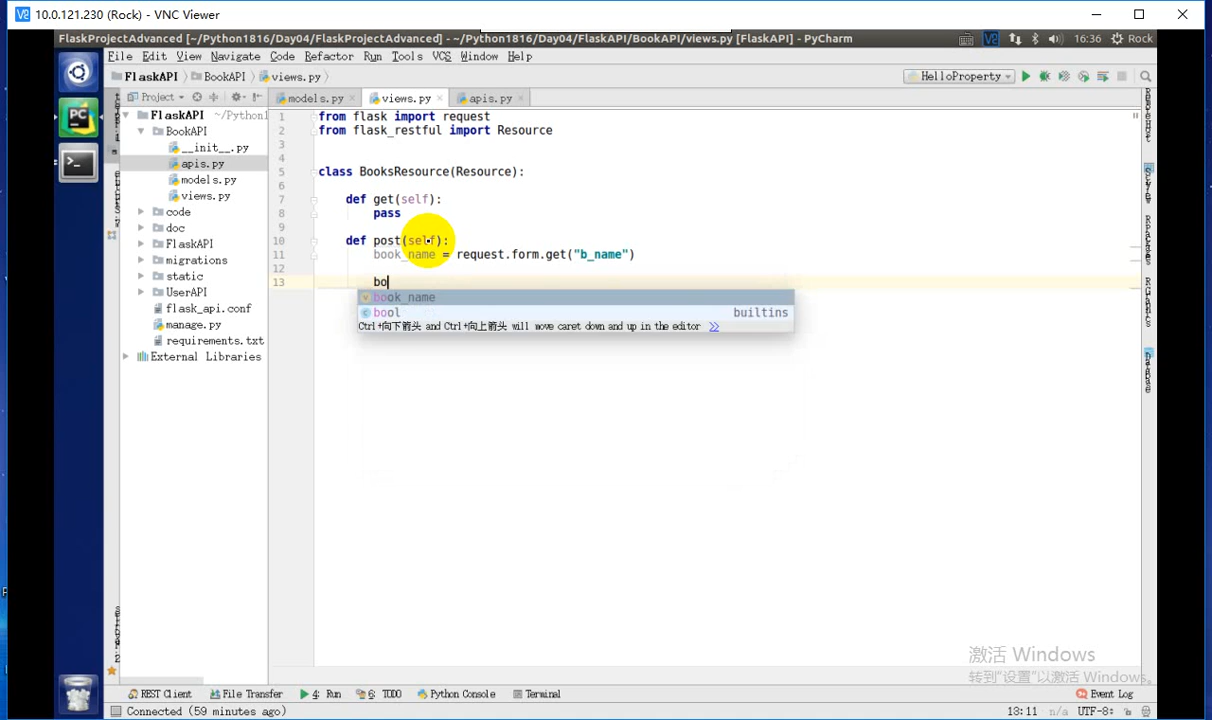 10.0.121.230 (Rock) - VNC Viewer
FlaskProjectAdvanced [~/Python1816/Day04/FlaskProjectAdvanced] - ~/Python1816/Day04/FlaskAPI/BookAPI/views.py [FlaskAPI] - PyCharm
16:36 Rock
File Edit View Navigate Code Refactor Run Tools VCS Window Help
FlaskAPI BookAPI views.py
HelloProperty
Project
models.py views.py apis.py
FlaskAPI ~/Python1
BookAPI
__init__.py
apis.py
models.py
views.py
code
doc
FlaskAPI
migrations
static
UserAPI
flask_api.conf
manage.py
requirements.txt
External Libraries
1 from flask import request
2 from flask_restful import Resource
3
4
5 class BooksResource(Resource):
6
7 def get(self):
8 pass
9
10 def post(self):
11 book_name = request.form.get("b_name")
12
13 bo
book_name
bool builtins
Ctrl+向下箭头 and Ctrl+向上箭头 will move caret down and up in the editor >>
RemoteHost
SciView
R Packages
R Graphics
Database
激活 Windows
转到"设置"以激活 Windows。
REST Client File Transfer 4: Run 6: TODO Python Console Terminal Event Log
Connected (59 minutes ago) 13:11 n/a UTF-8